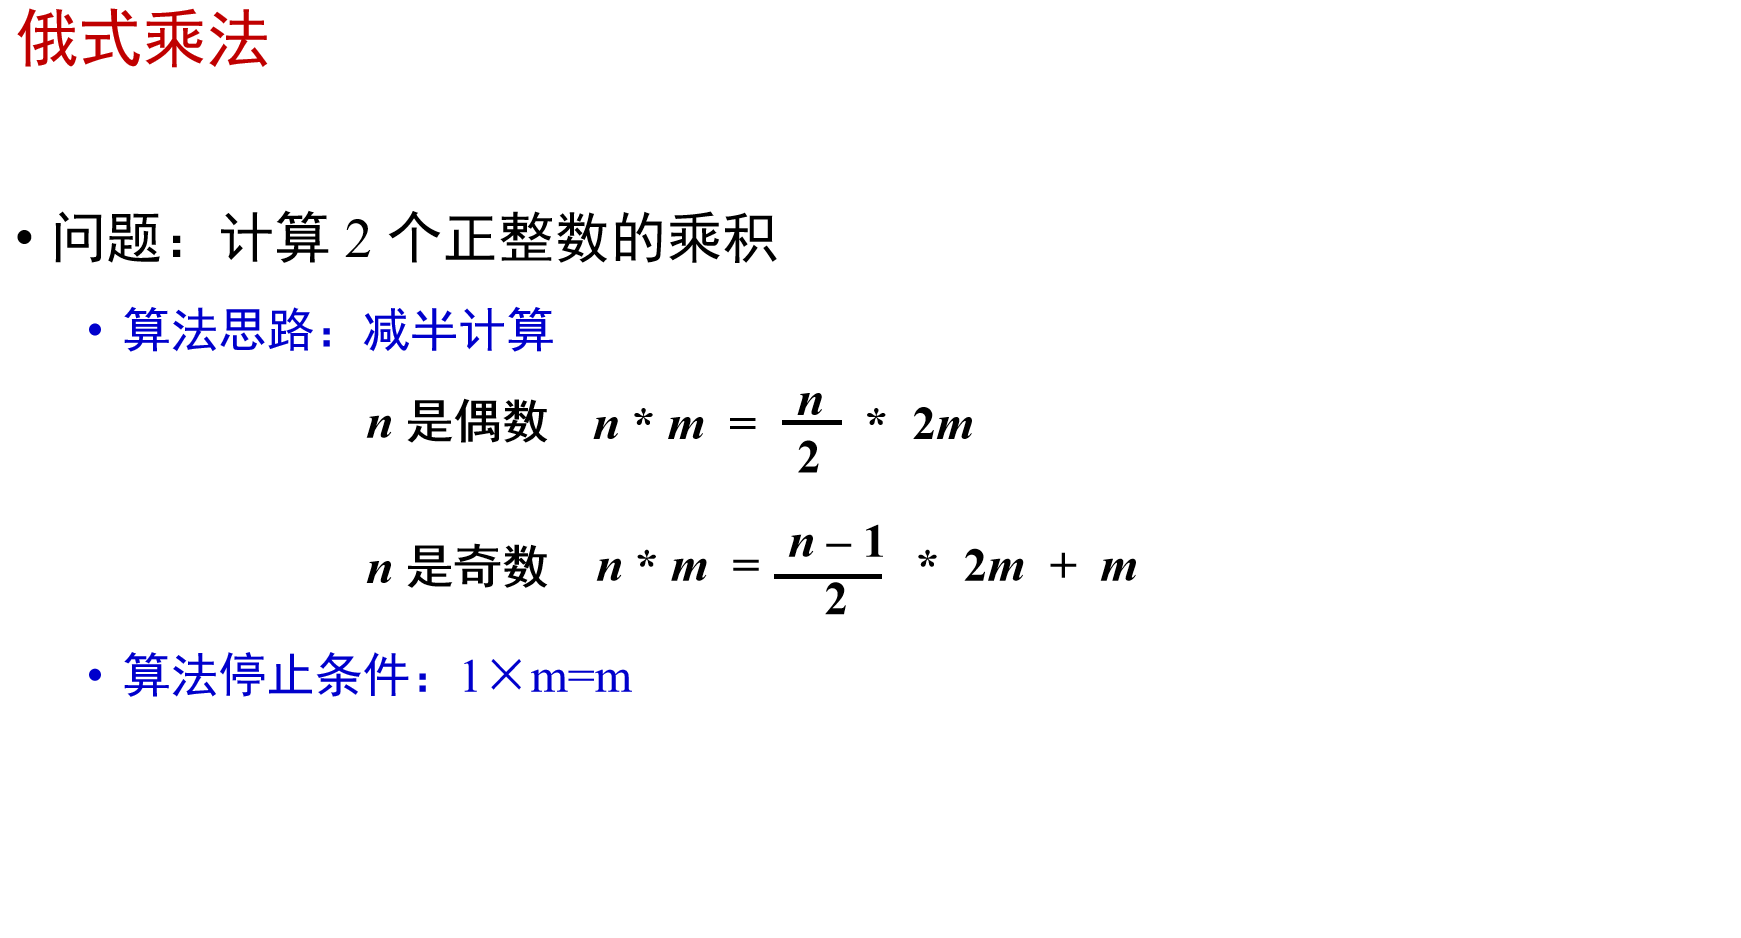 俄式乘法
• 问题：计算 2 个正整数的乘积
• 算法思路：减半计算
n 是偶数 n * m = n/2 * 2m
n 是奇数 n * m = (n – 1)/2 * 2m + m
• 算法停止条件：1×m=m